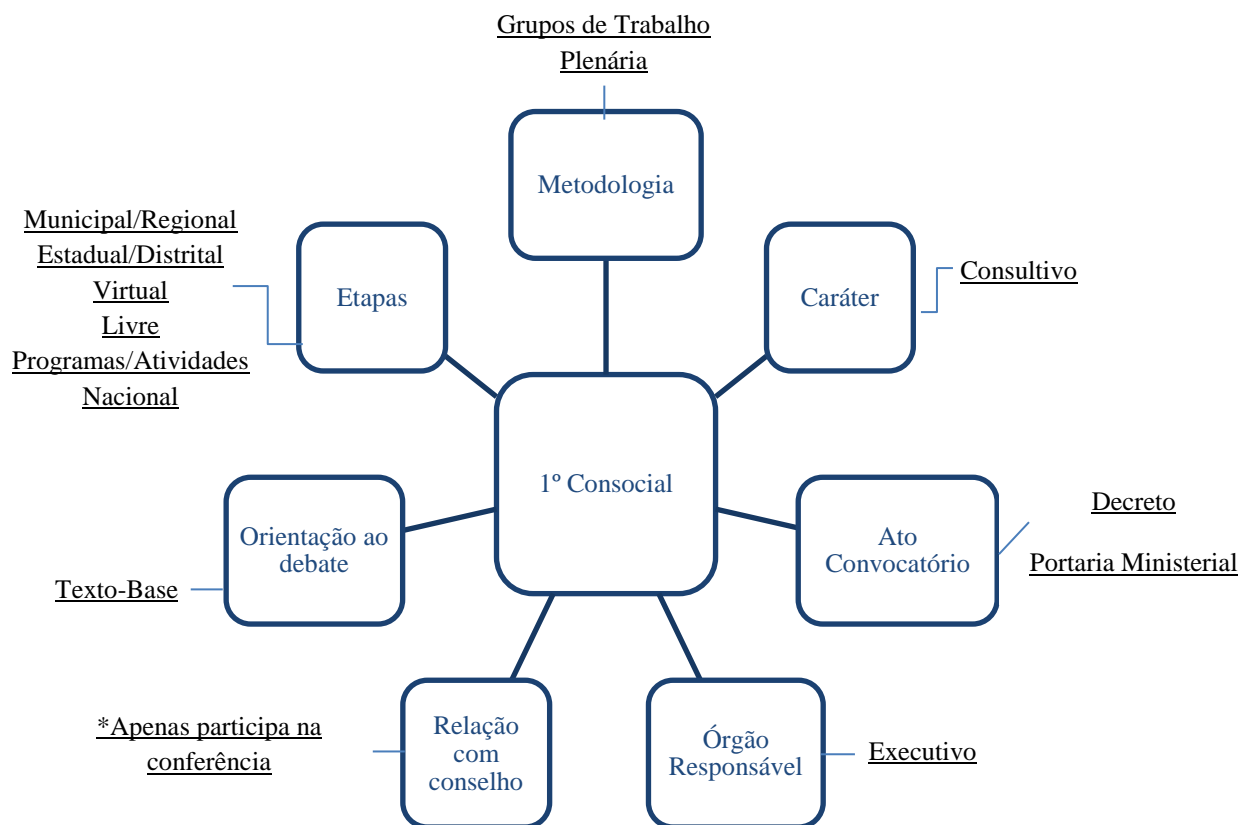 Grupos de Trabalho
Plenária
Metodologia
Municipal/Regional
Estadual/Distrital
Virtual
Livre
Programas/Atividades
Nacional
Etapas
Caráter
Consultivo
1º Consocial
Orientação ao
debate
Texto-Base
Ato
Convocatório
Decreto
Portaria Ministerial
*Apenas participa na
conferência
Relação
com
conselho
Órgão
Responsável
Executivo